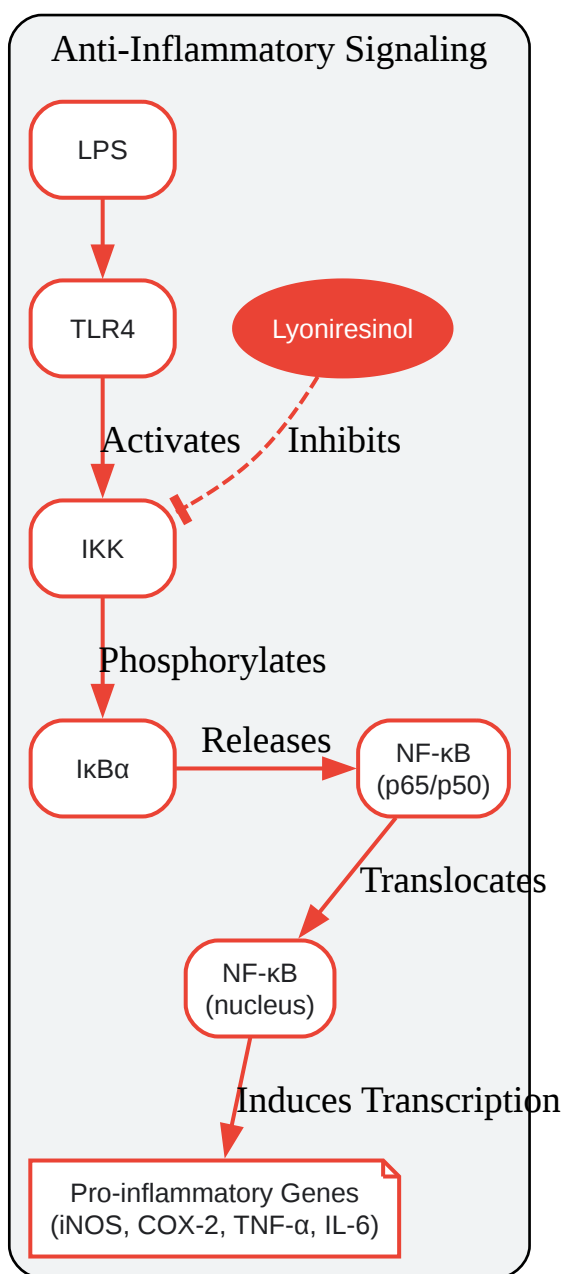 Anti-Inflammatory Signaling
LPS
TLR4
Lyoniresinol
Activates
Inhibits
IKK
Phosphorylates
IκBα
Releases
NF-κB
(p65/p50)
Translocates
NF-κB
(nucleus)
Induces Transcription
Pro-inflammatory Genes
(iNOS, COX-2, TNF-α, IL-6)